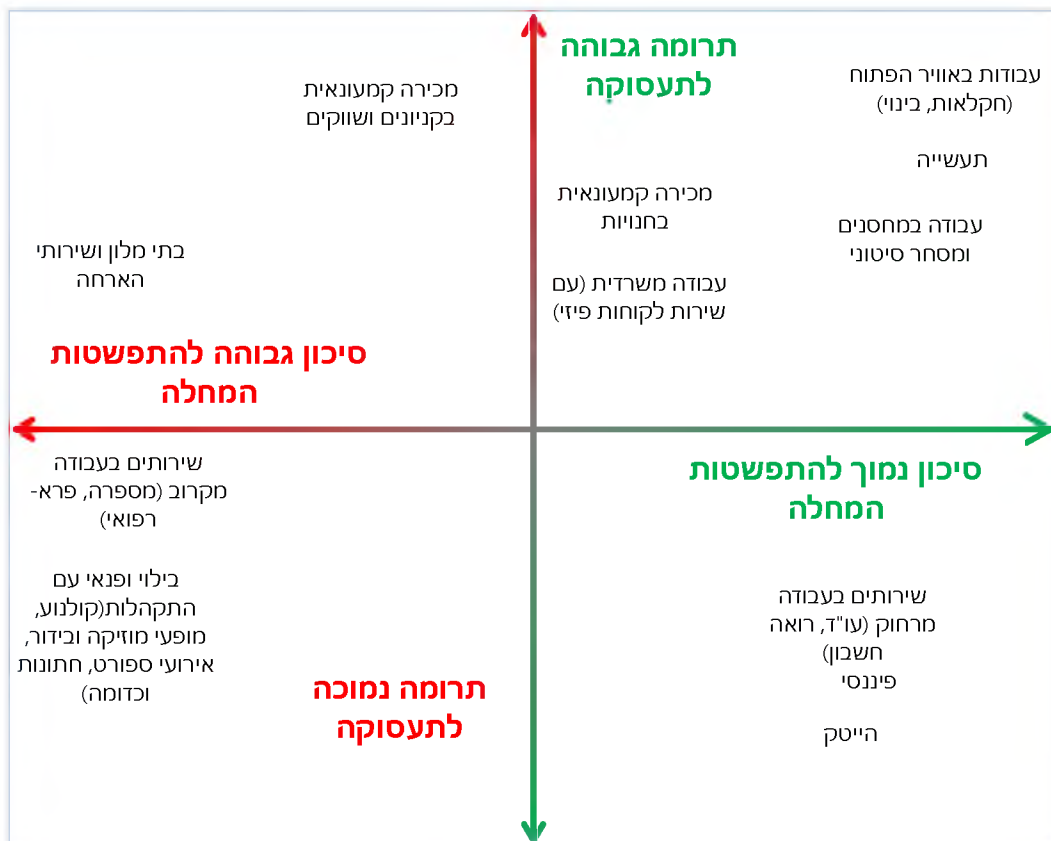 תרומה גבוהה
לתעסוקה
עבודות באוויר הפתוח
(חקלאות, בינוי)
תעשייה
עבודה במחסנים
ומסחר סיטוני
מכירה קמעונאית
בחנויות
עבודה משרדית (עם
שירות לקוחות פיזי)
מכירה קמעונאית
בקניונים ושווקים
בתי מלון ושירותי
הארחה
סיכון גבוהה להתפשטות
המחלה
סיכון נמוך להתפשטות
המחלה
שירותים בעבודה
מרחוק (עו"ד, רואה
חשבון)
פיננסי
הייטק
שירותים בעבודה
מקרוב (מספרה, פרא-
רפואי)
בילוי ופנאי עם
התקהלות(קולנוע,
מופעי מוזיקה ובידור,
אירועי ספורט, חתונות
וכדומה)
תרומה נמוכה
לתעסוקה